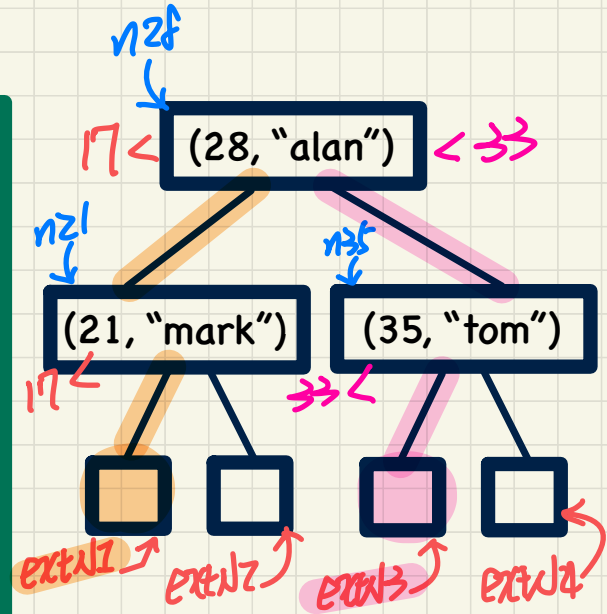 n28
17 < (28, "alan") < 33
n21
n35
(21, "mark") (35, "tom")
17 <
33 <
extN1
extN2
extN3
extN4